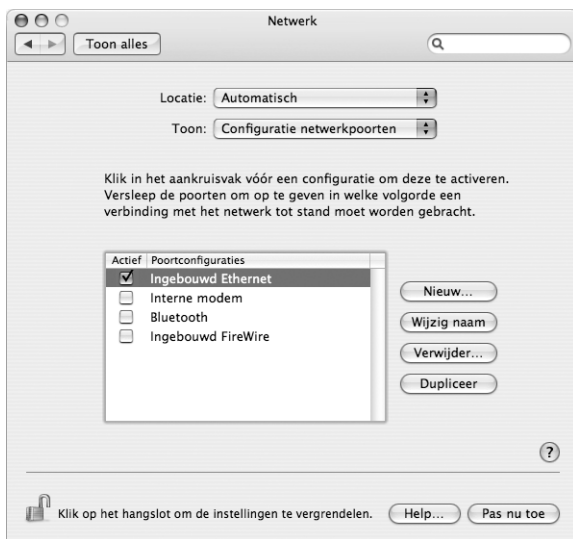 Netwerk
Toon alles
Locatie: Automatisch
Toon: Configuratie netwerkpoorten
Klik in het aankruisvak vóór een configuratie om deze te activeren.
Versleep de poorten om op te geven in welke volgorde een
verbinding met het netwerk tot stand moet worden gebracht.
Actief Poortconfiguraties
Ingebouwd Ethernet
Interne modem
Bluetooth
Ingebouwd FireWire
Nieuw...
Wijzig naam
Verwijder...
Dupliceer
?
Klik op het hangslot om de instellingen te vergrendelen. Help... Pas nu toe